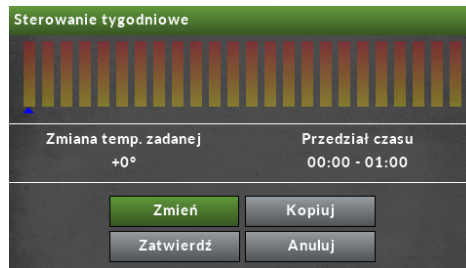 Sterowanie tygodniowe
Zmiana temp. zadanej
Przedział czasu
+0°
00:00 - 01:00
Zmień
Kopiuj
Zatwierdź
Anuluj